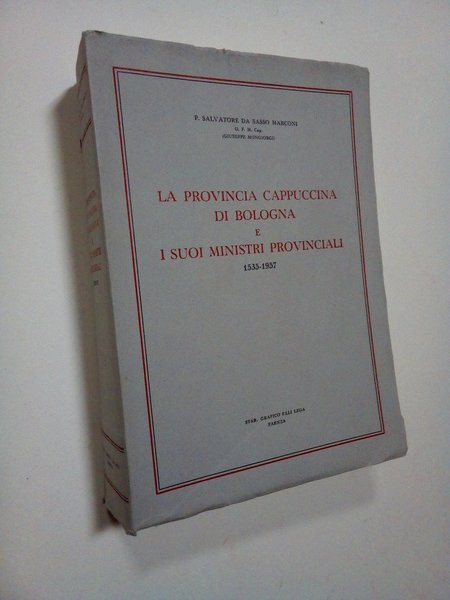 P. SALVATORE DA SASSO MARCONI
O. F. M. Cap.
(GIUSEPPE MONGIORGI)
LA PROVINCIA CAPPUCCINA
DI BOLOGNA
E
I SUOI MINISTRI PROVINCIALI
1535-1957
STAB. GRAFICO F.LLI LEGA
FAENZA